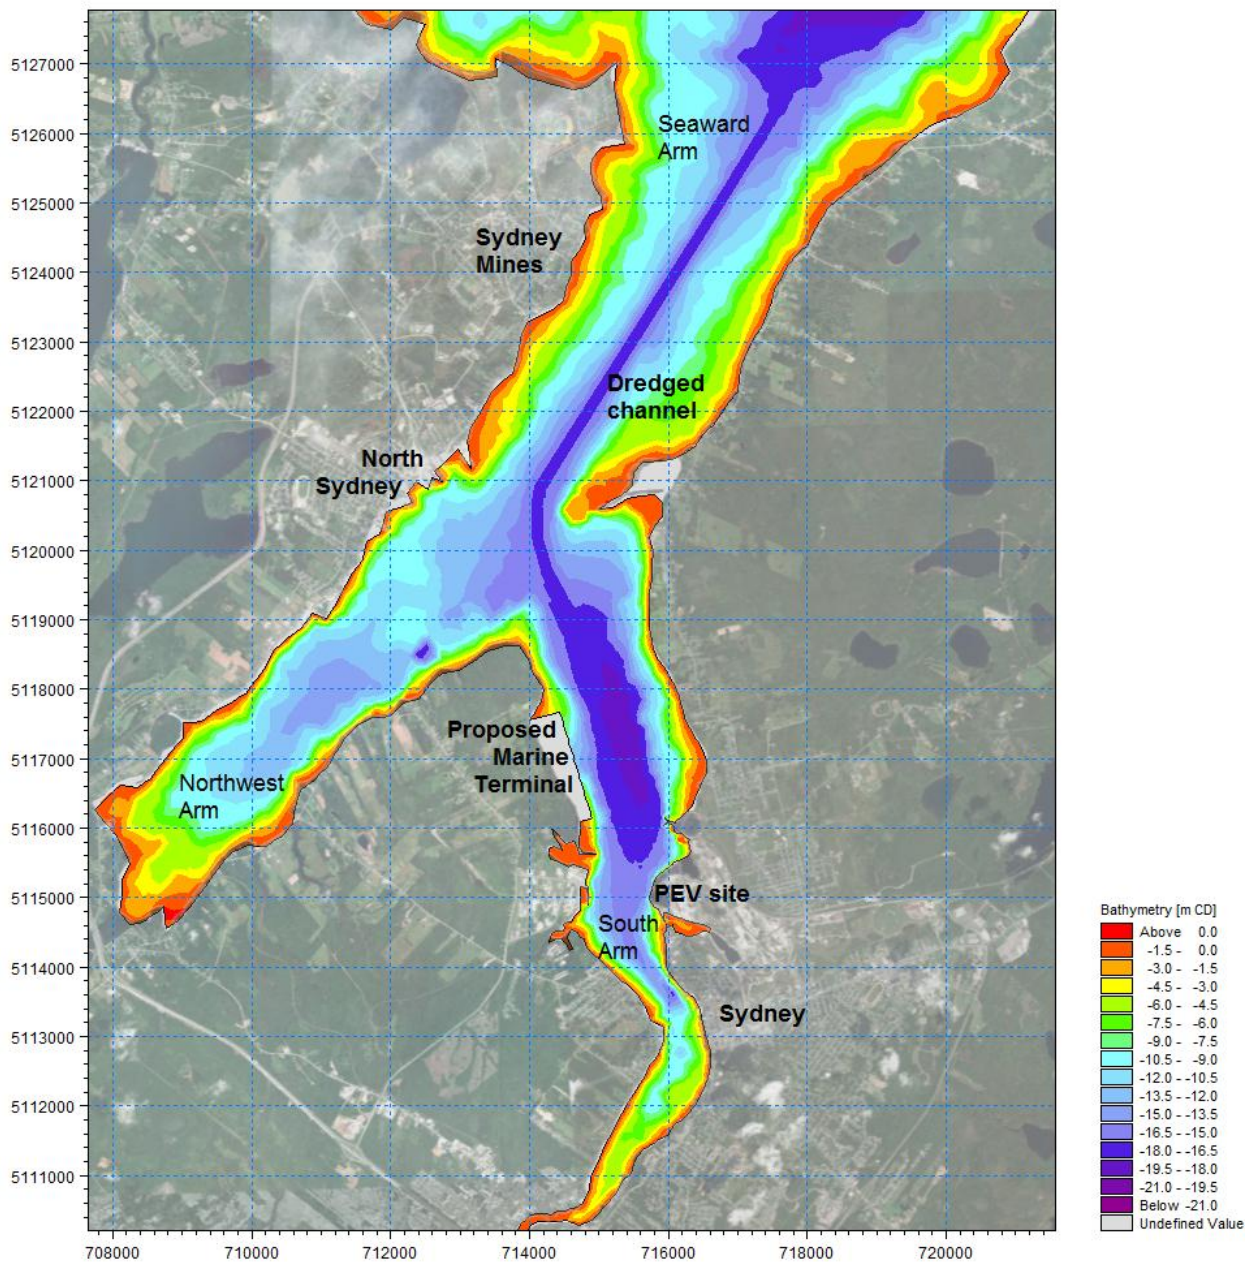 5127000
5126000
5125000
5124000
5123000
5122000
5121000
5120000
5119000
5118000
5117000
5116000
5115000
5114000
5113000
5112000
5111000
Seaward
Arm
Sydney
Mines
Dredged
channel
North
Sydney
Proposed
Marine
Terminal
Northwest
Arm
PEV site
South
Arm
Sydney
708000 710000 712000 714000 716000 718000 720000
Bathymetry [m CD]
Above 0.0
-1.5 - 0.0
-3.0 - -1.5
-4.5 - -3.0
-6.0 - -4.5
-7.5 - -6.0
-9.0 - -7.5
-10.5 - -9.0
-12.0 - -10.5
-13.5 - -12.0
-15.0 - -13.5
-16.5 - -15.0
-18.0 - -16.5
-19.5 - -18.0
-21.0 - -19.5
Below -21.0
Undefined Value